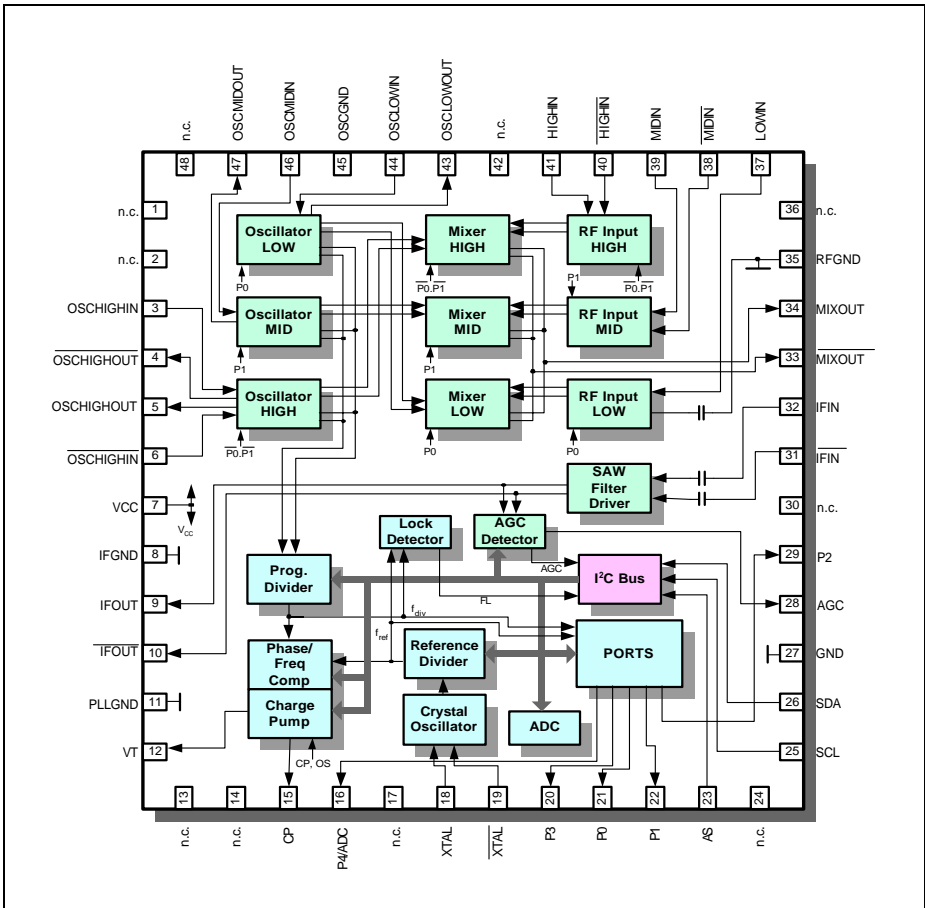 n.c.
OSCMIDOUT
OSCMIDIN
OSCGND
OSCLOWIN
OSCLOWOUT
n.c.
HIGHIN
HIGHIN
MIDIN
MIDIN
LOWIN
48
47
46
45
44
43
42
41
40
39
38
37
n.c.
1
n.c.
2
OSCHIGHIN
3
OSCHIGHOUT
4
OSCHIGHOUT
5
OSCHIGHIN
6
VCC
7
VCC
IFGND
8
IFOUT
9
IFOUT
10
PLLGND
11
VT
12
Oscillator
LOW
P0
Mixer
HIGH
P0.P1
RF Input
HIGH
P0.P1
Oscillator
MID
P1
Mixer
MID
P1
P1
RF Input
MID
Oscillator
HIGH
P0.P1
Mixer
LOW
P0
RF Input
LOW
P0
SAW
Filter
Driver
Lock
Detector
AGC
Detector
AGC
Prog.
Divider
I²C Bus
FL
fdiv
fref
Phase/
Freq
Comp
Reference
Divider
PORTS
Charge
Pump
Crystal
Oscillator
ADC
CP, OS
36
n.c.
35
RFGND
34
MIXOUT
33
MIXOUT
32
IFIN
31
IFIN
30
n.c.
29
P2
28
AGC
27
GND
26
SDA
25
SCL
13
14
15
16
17
18
19
20
21
22
23
24
n.c.
n.c.
CP
P4/ADC
n.c.
XTAL
XTAL
P3
P0
P1
AS
n.c.